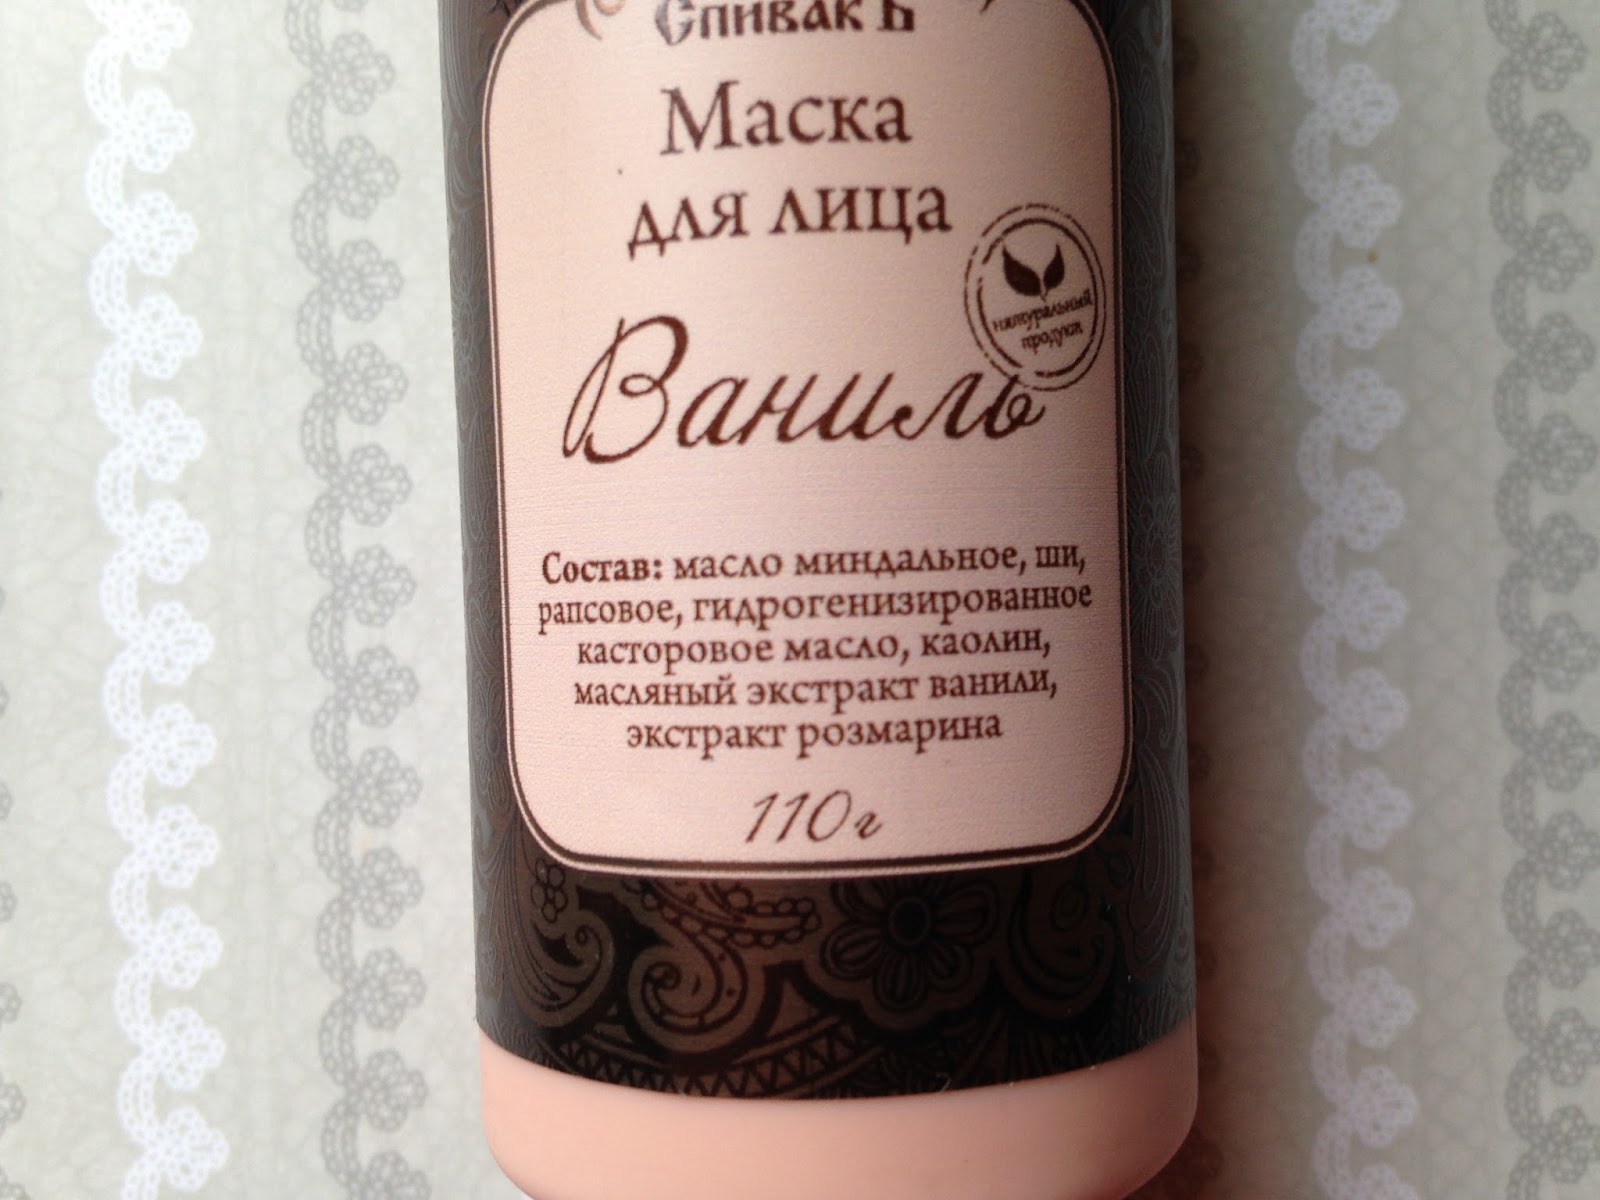 СпивакЪ
Маска
для лица
натуральный
продукт
Ваниль
Состав: масло миндальное, ши,
рапсовое, гидрогенизированное
касторовое масло, каолин,
масляный экстракт ванили,
экстракт розмарина
110 г